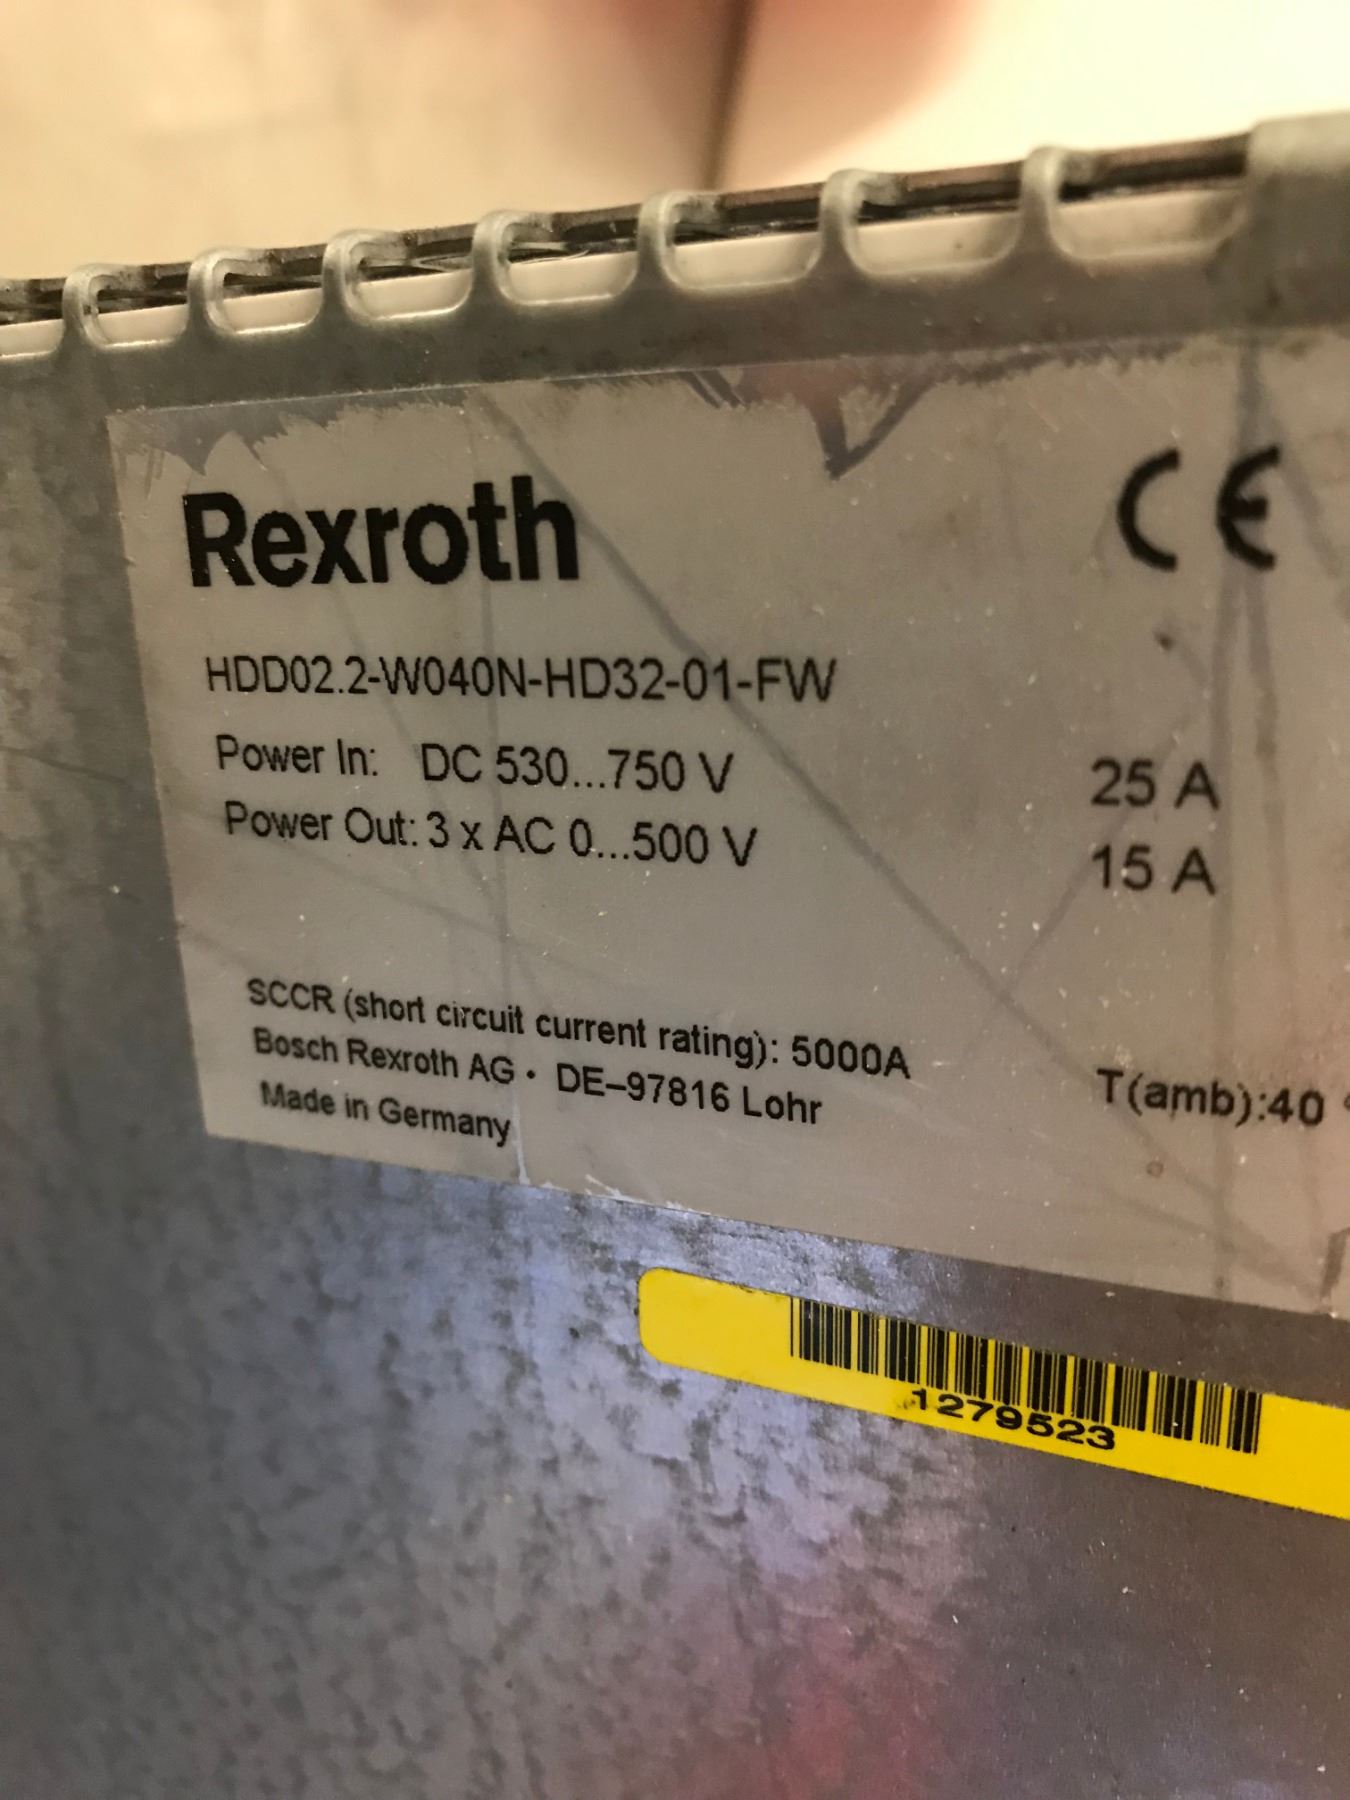 Rexroth CE
HDD02.2-W040N-HD32-01-FW
Power In: DC 530...750 V 25 A
Power Out: 3 x AC 0...500 V 15 A
SCCR (short circuit current rating): 5000A
Bosch Rexroth AG • DE–97816 Lohr T(amb):40
Made in Germany
1279523